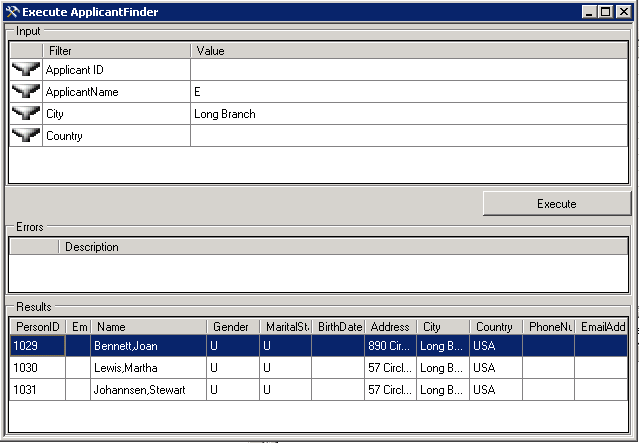 Execute ApplicantFinder
Input
Filter Value
Applicant ID
ApplicantName E
City Long Branch
Country
Execute
Errors
Description
Results
PersonID Em Name Gender MaritalSt. BirthDate Address City Country PhoneNu EmailAdd
1029 Bennett,Joan U U 890 Cir... Long B... USA
1030 Lewis,Martha U U 57 Circl... Long B... USA
1031 Johannsen,Stewart U U 57 Circl... Long B... USA